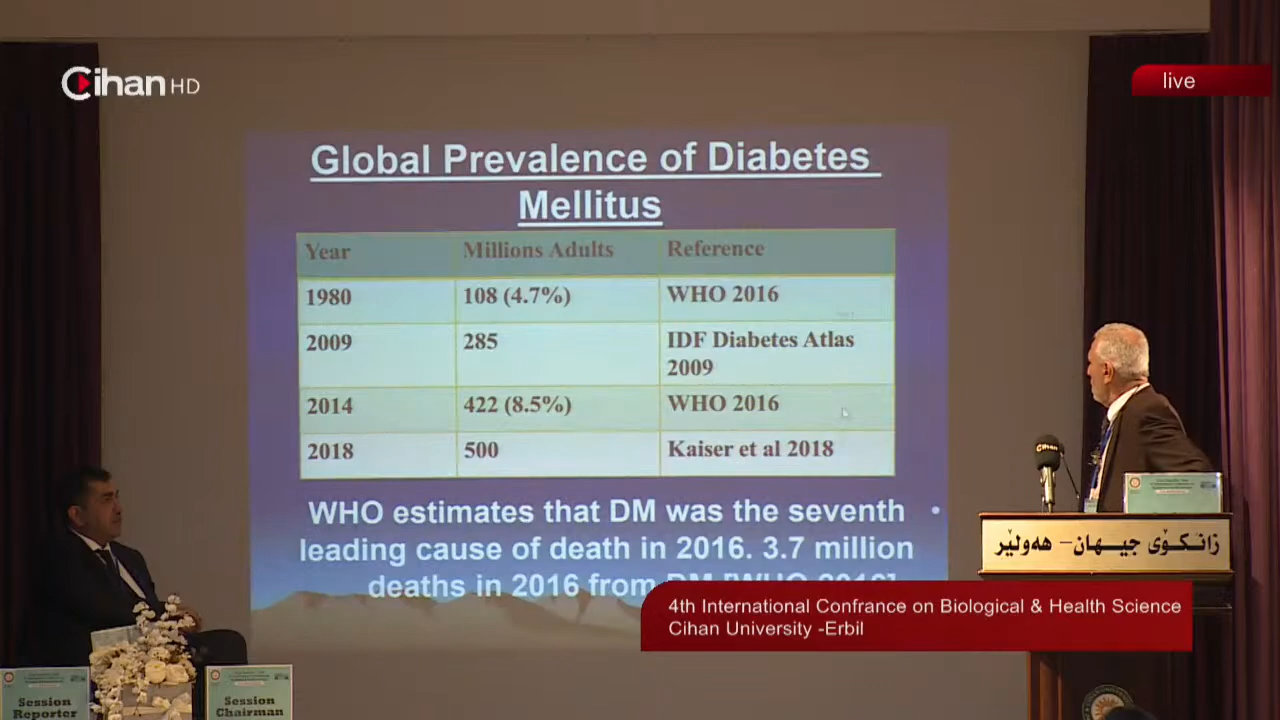 Cihan HD
live
Global Prevalence of Diabetes
Mellitus
Year Millions Adults Reference
1980 108 (4.7%) WHO 2016
2009 285 IDF Diabetes Atlas
2009
2014 422 (8.5%) WHO 2016
2018 500 Kaiser et al 2018
WHO estimates that DM was the seventh •
leading cause of death in 2016. 3.7 million
deaths in 2016 from
Cihan
زانکۆی جیهان - هەولێر
4th International Confrance on Biological & Health Science
Cihan University -Erbil
Session
Reporter
Session
Chairman